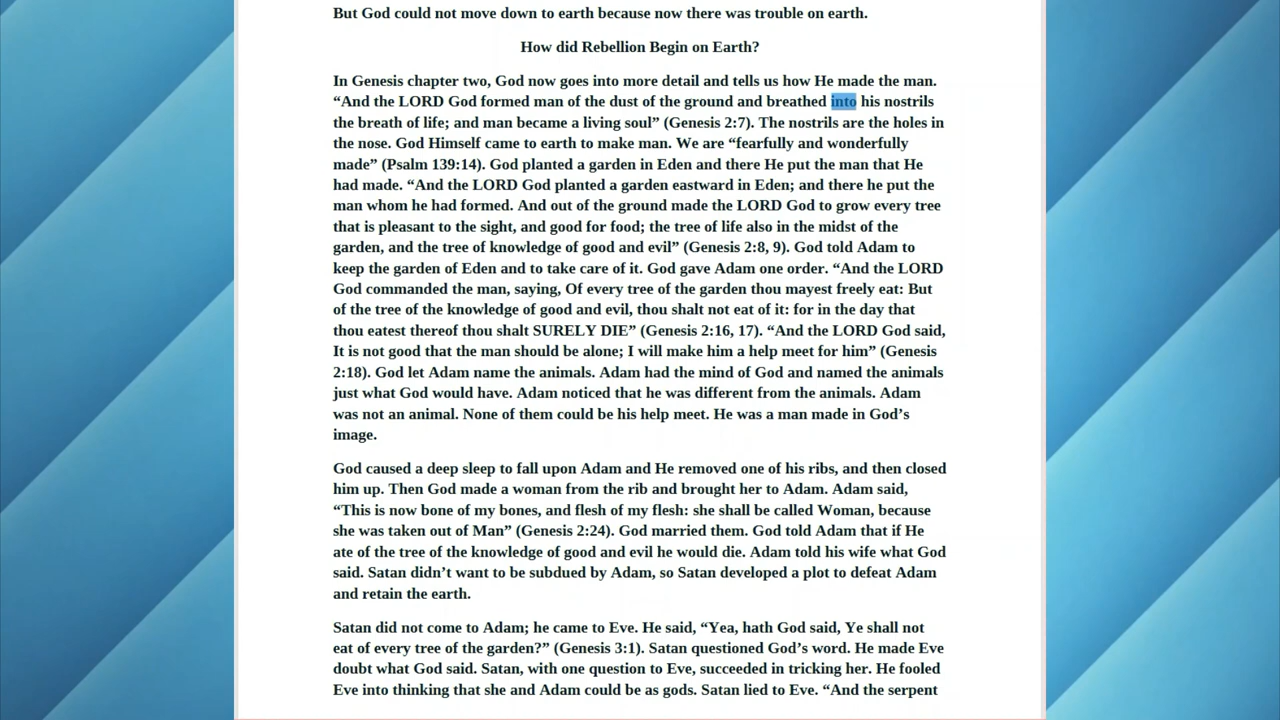 But God could not move down to earth because now there was trouble on earth.
How did Rebellion Begin on Earth?
In Genesis chapter two, God now goes into more detail and tells us how He made the man.
“And the LORD God formed man of the dust of the ground and breathed into his nostrils
the breath of life; and man became a living soul” (Genesis 2:7). The nostrils are the holes in
the nose. God Himself came to earth to make man. We are “fearfully and wonderfully
made” (Psalm 139:14). God planted a garden in Eden and there He put the man that He
had made. “And the LORD God planted a garden eastward in Eden; and there he put the
man whom he had formed. And out of the ground made the LORD God to grow every tree
that is pleasant to the sight, and good for food; the tree of life also in the midst of the
garden, and the tree of knowledge of good and evil” (Genesis 2:8, 9). God told Adam to
keep the garden of Eden and to take care of it. God gave Adam one order. “And the LORD
God commanded the man, saying, Of every tree of the garden thou mayest freely eat: But
of the tree of the knowledge of good and evil, thou shalt not eat of it: for in the day that
thou eatest thereof thou shalt SURELY DIE” (Genesis 2:16, 17). “And the LORD God said,
It is not good that the man should be alone; I will make him a help meet for him” (Genesis
2:18). God let Adam name the animals. Adam had the mind of God and named the animals
just what God would have. Adam noticed that he was different from the animals. Adam
was not an animal. None of them could be his help meet. He was a man made in God’s
image.
God caused a deep sleep to fall upon Adam and He removed one of his ribs, and then closed
him up. Then God made a woman from the rib and brought her to Adam. Adam said,
“This is now bone of my bones, and flesh of my flesh: she shall be called Woman, because
she was taken out of Man” (Genesis 2:24). God married them. God told Adam that if He
ate of the tree of the knowledge of good and evil he would die. Adam told his wife what God
said. Satan didn’t want to be subdued by Adam, so Satan developed a plot to defeat Adam
and retain the earth.
Satan did not come to Adam; he came to Eve. He said, “Yea, hath God said, Ye shall not
eat of every tree of the garden?” (Genesis 3:1). Satan questioned God’s word. He made Eve
doubt what God said. Satan, with one question to Eve, succeeded in tricking her. He fooled
Eve into thinking that she and Adam could be as gods. Satan lied to Eve. “And the serpent